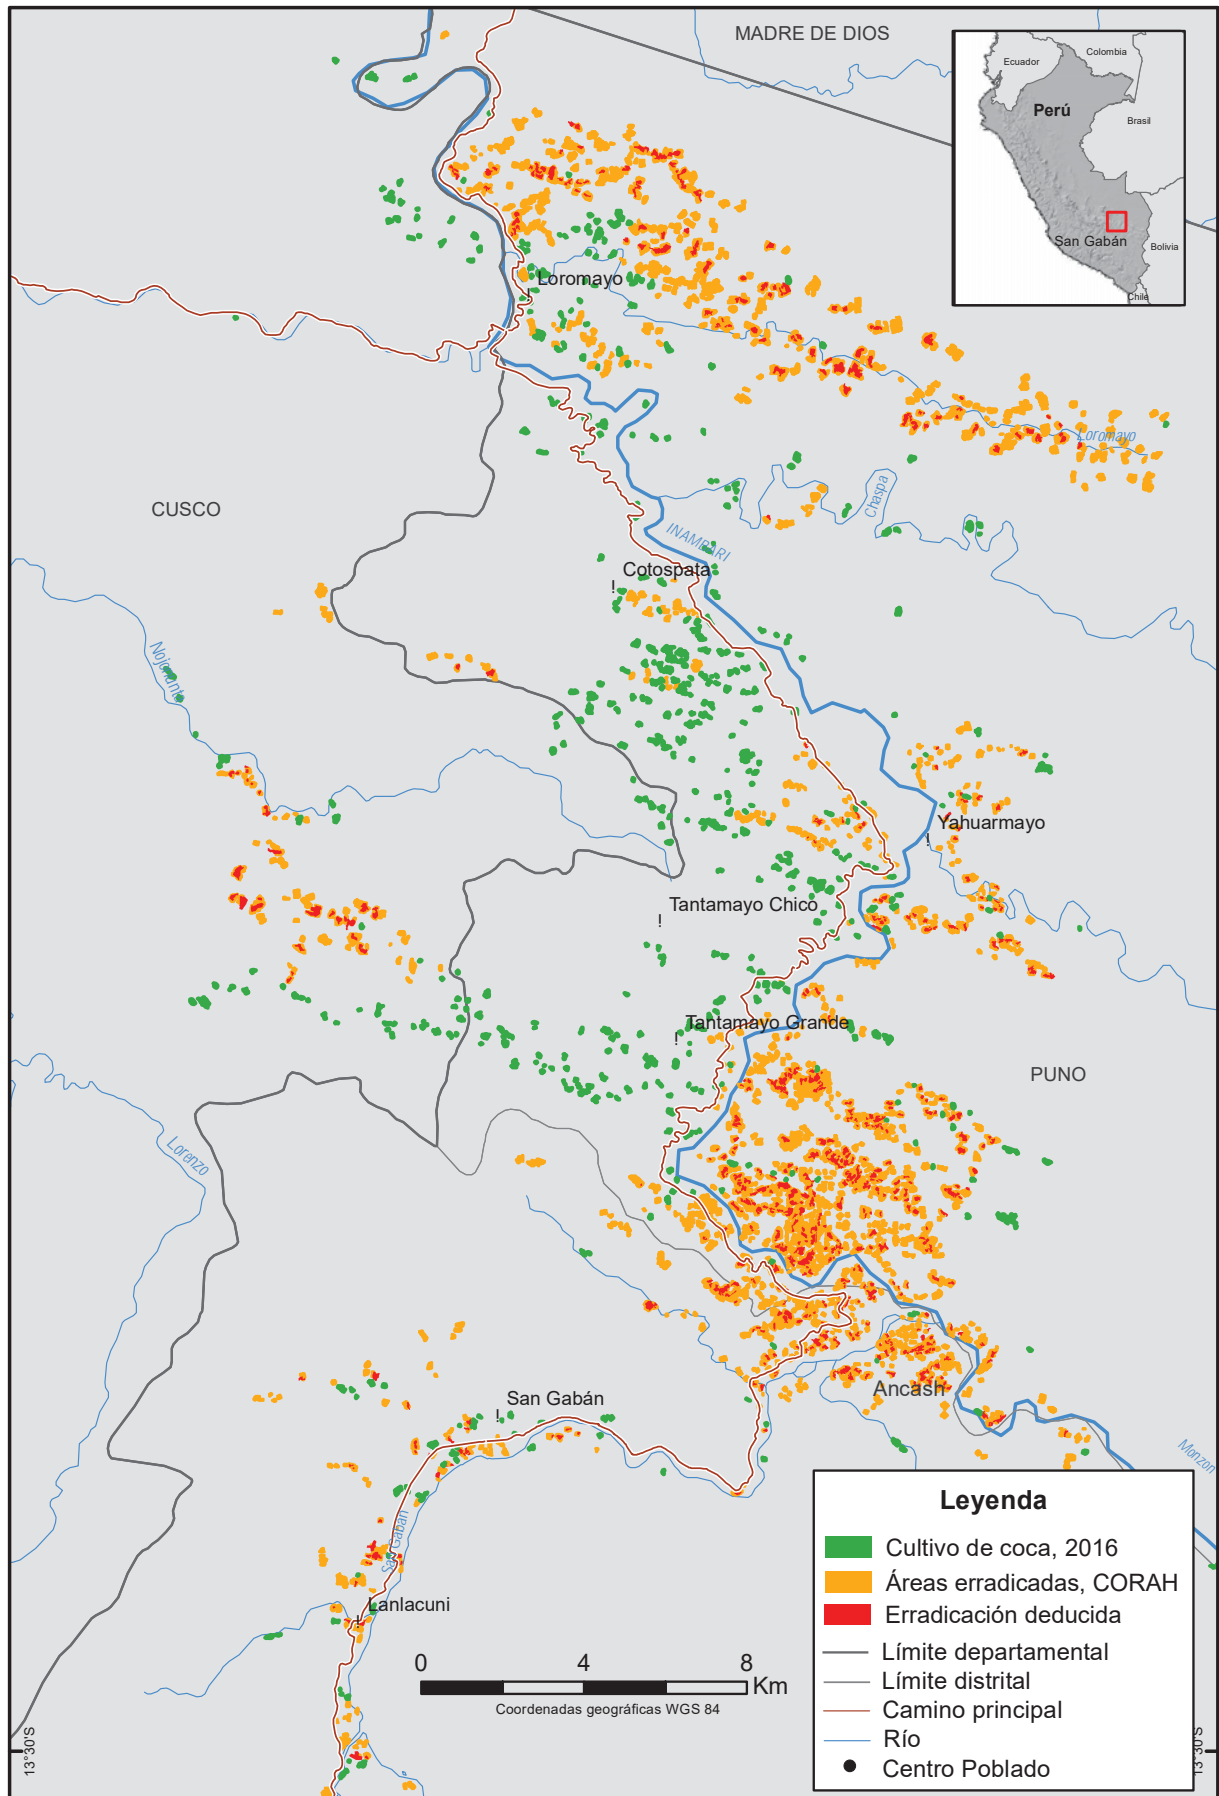 MADRE DE DIOS
Colombia
Ecuador
Perú
Brasil
San Gabán
Bolivia
Chile
Loromayo
Loromayo
CUSCO
Chaspa
INAMBARI
Cotospata
Yahuarmayo
Tantamayo Chico
Tantamayo Grande
PUNO
Lorenzo
Ancash
San Gabán
Monzon
San Gabán
Lanlacuni
Leyenda
Cultivo de coca, 2016
Áreas erradicadas, CORAH
Erradicación deducida
Límite departamental
Límite distrital
Camino principal
Río
Centro Poblado
0 4 8 Km
Coordenadas geográficas WGS 84
13°30'S
13°30'S